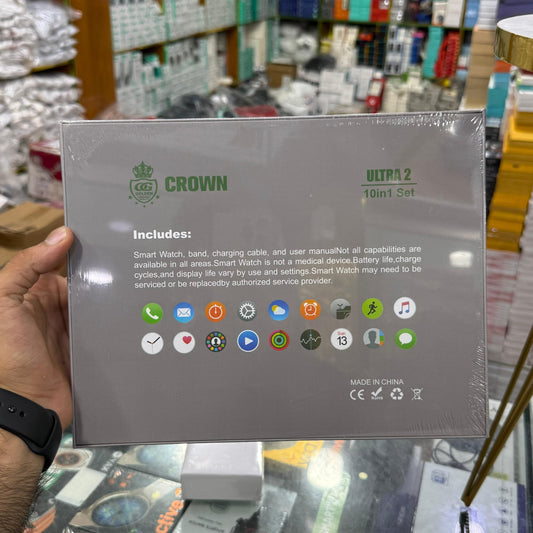 CROWN
ULTRA 2
10in1 Set
Includes:
Smart Watch, band, charging cable, and user manualNot all capabilities are
available in all areas.Smart Watch is not a medical device.Battery life,charge
cycles,and display life vary by use and settings.Smart Watch may need to be
serviced or be replacedby authorized service provider.
13
MADE IN CHINA
CE RoHS